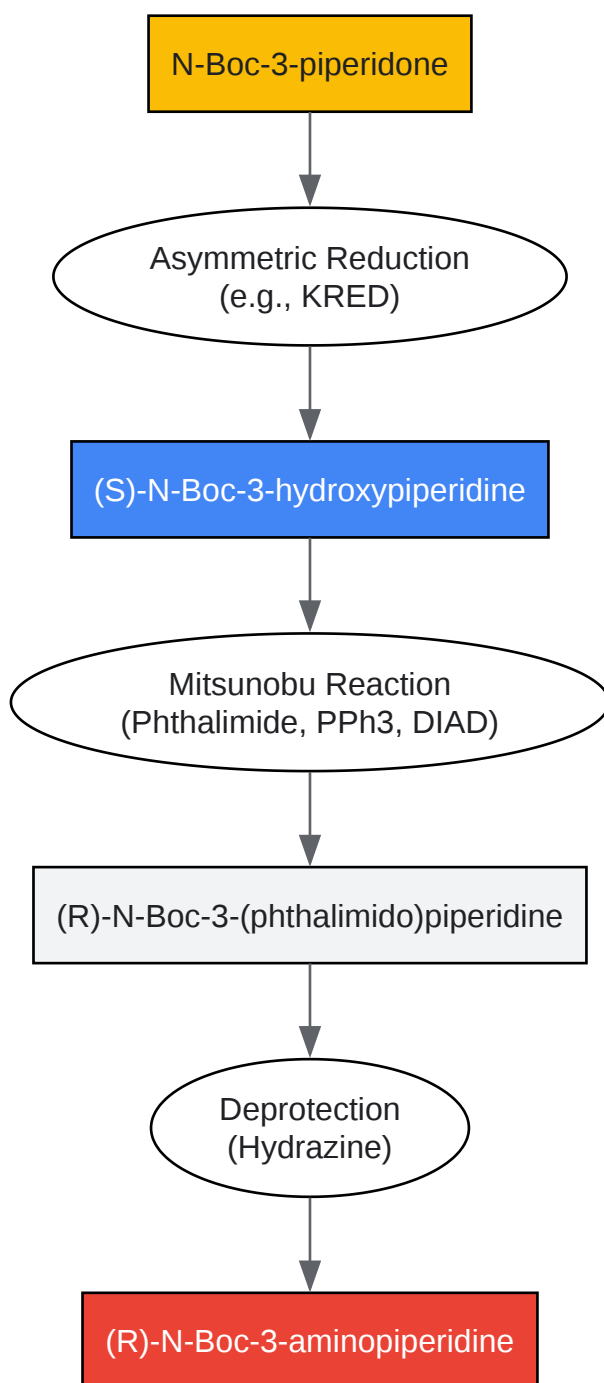 N-Boc-3-piperidone
Asymmetric Reduction
(e.g., KRED)
(S)-N-Boc-3-hydroxypiperidine
Mitsunobu Reaction
(Phthalimide, PPh3, DIAD)
(R)-N-Boc-3-(phthalimido)piperidine
Deprotection
(Hydrazine)
(R)-N-Boc-3-aminopiperidine